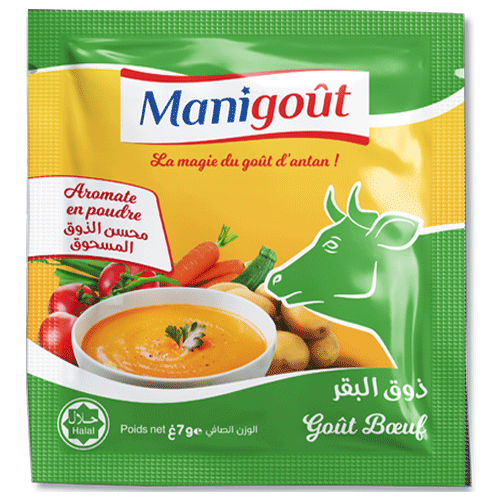 Manigoût
La magie du goût d'antan !
Aromate
en poudre
محسن الذوق
المسحوق
ذوق البقر
Goût Bœuf
حلال
Halal
Poids net 7g℮غ الوزن الصافي